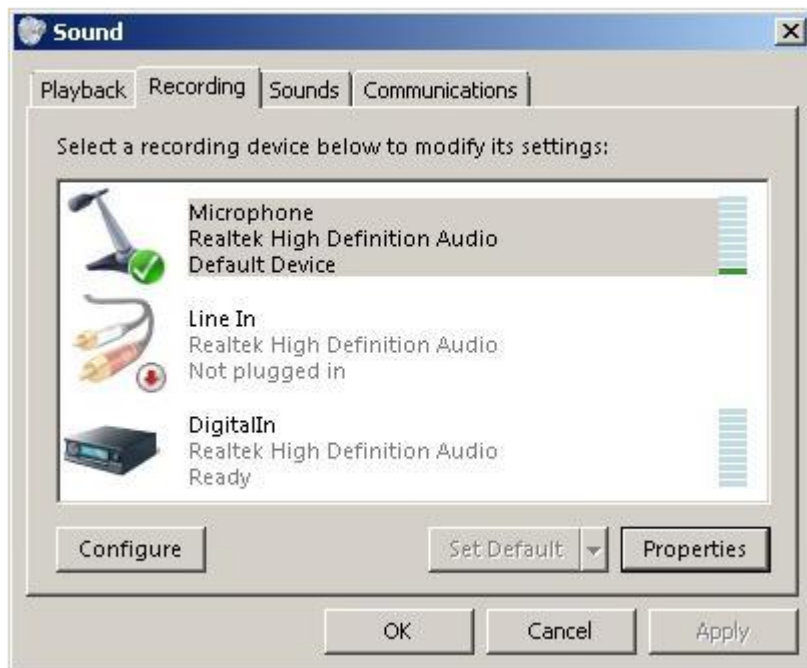 Sound
Playback Recording Sounds Communications
Select a recording device below to modify its settings:
Microphone
Realtek High Definition Audio
Default Device
Line In
Realtek High Definition Audio
Not plugged in
DigitalIn
Realtek High Definition Audio
Ready
Configure Set Default Properties
OK Cancel Apply